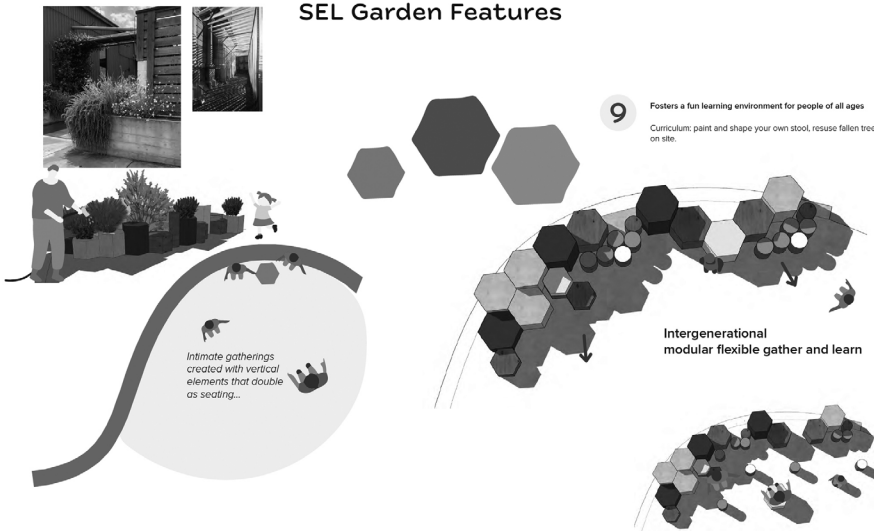 SEL Garden Features
9
Fosters a fun learning environment for people of all ages
Curriculum: paint and shape your own stool, resuse fallen tree
on site.
Intergenerational
modular flexible gather and learn
Intimate gatherings
created with vertical
elements that double
as seating...